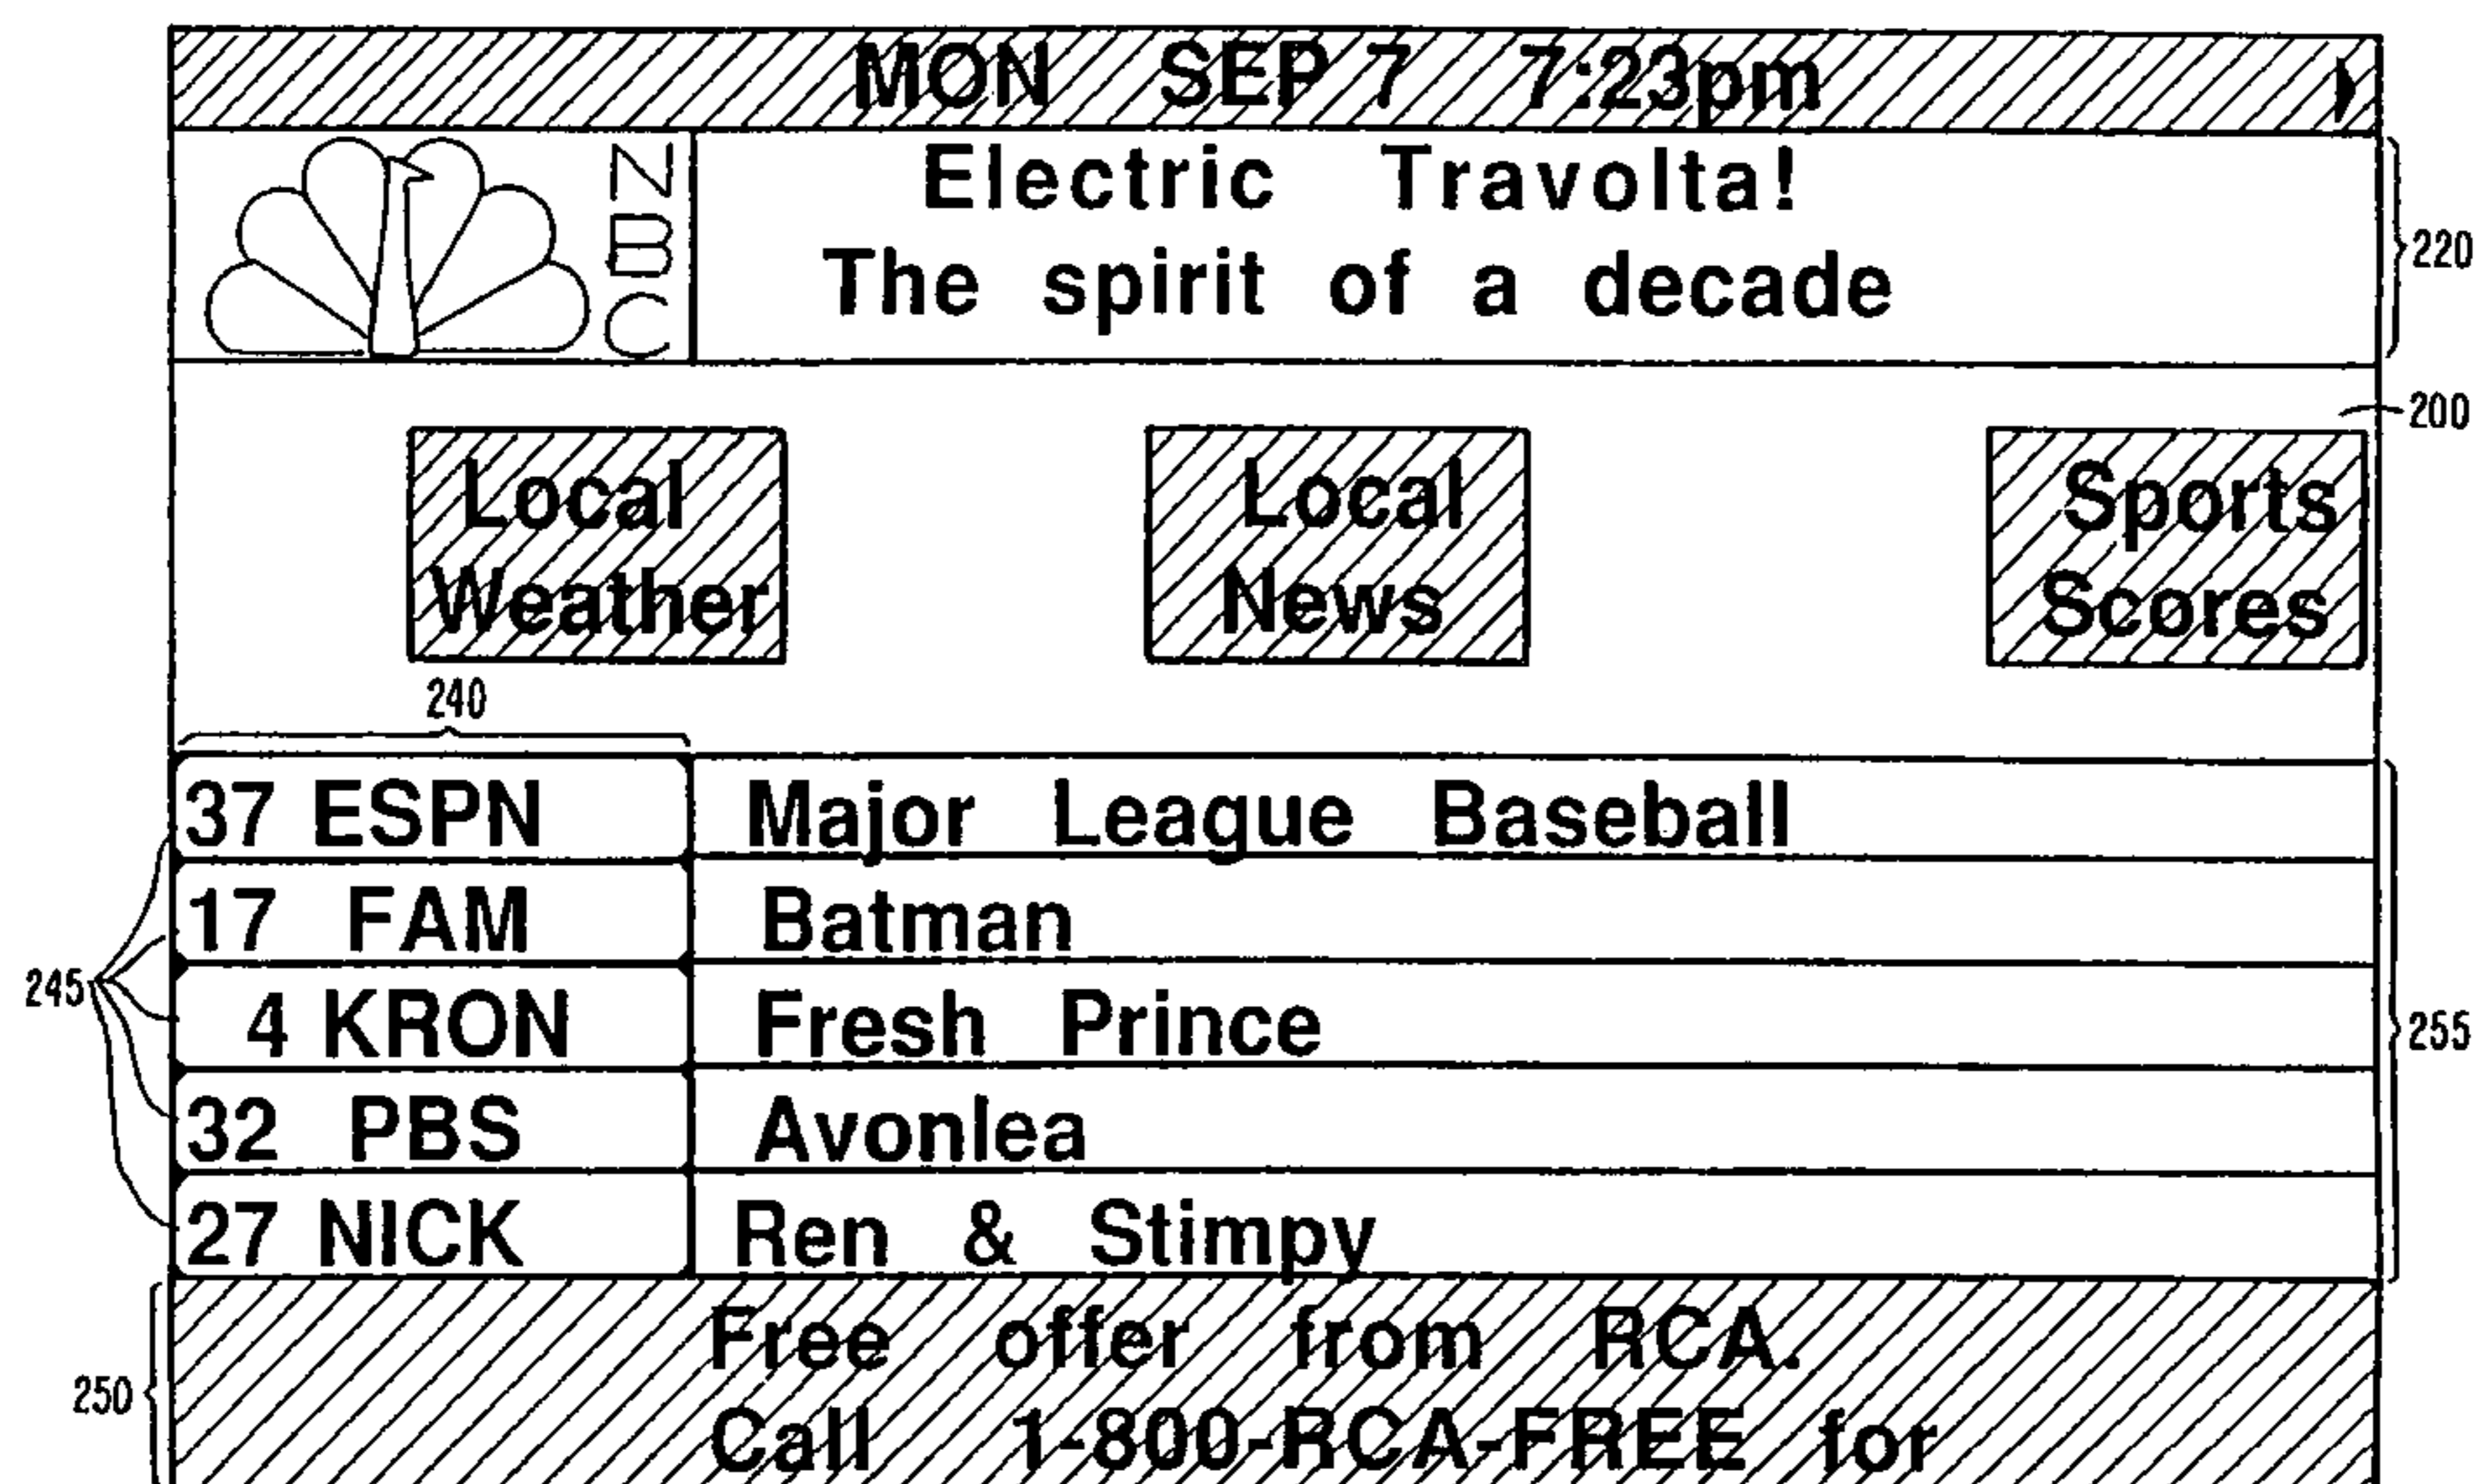 MON SEP 7 7:23pm
NBC
Electric Travolta!
The spirit of a decade
220
200
Local
Weather
Local
News
Sports
Scores
240
37 ESPN Major League Baseball
17 FAM Batman
4 KRON Fresh Prince
32 PBS Avonlea
27 NICK Ren & Stimpy
245
255
Free offer from RCA.
Call 1-800-RCA-FREE for
250